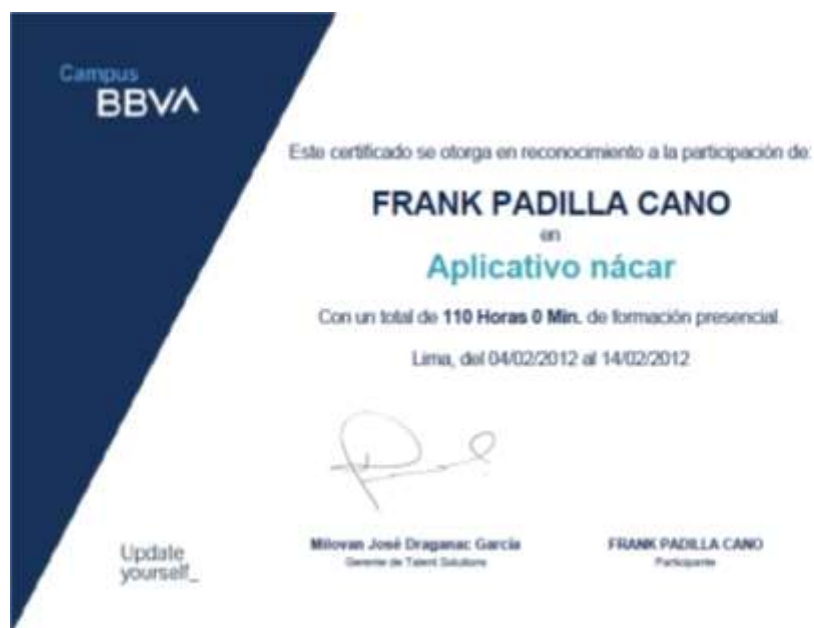 Campus
BBVA
Este certificado se otorga en reconocimiento a la participación de:
FRANK PADILLA CANO
en
Aplicativo nácar
Con un total de 110 Horas 0 Min. de formación presencial.
Lima, del 04/02/2012 al 14/02/2012
Milovan José Draganac García
FRANK PADILLA CANO
Gerente de Talent Solutions
Participante
Update
yourself_